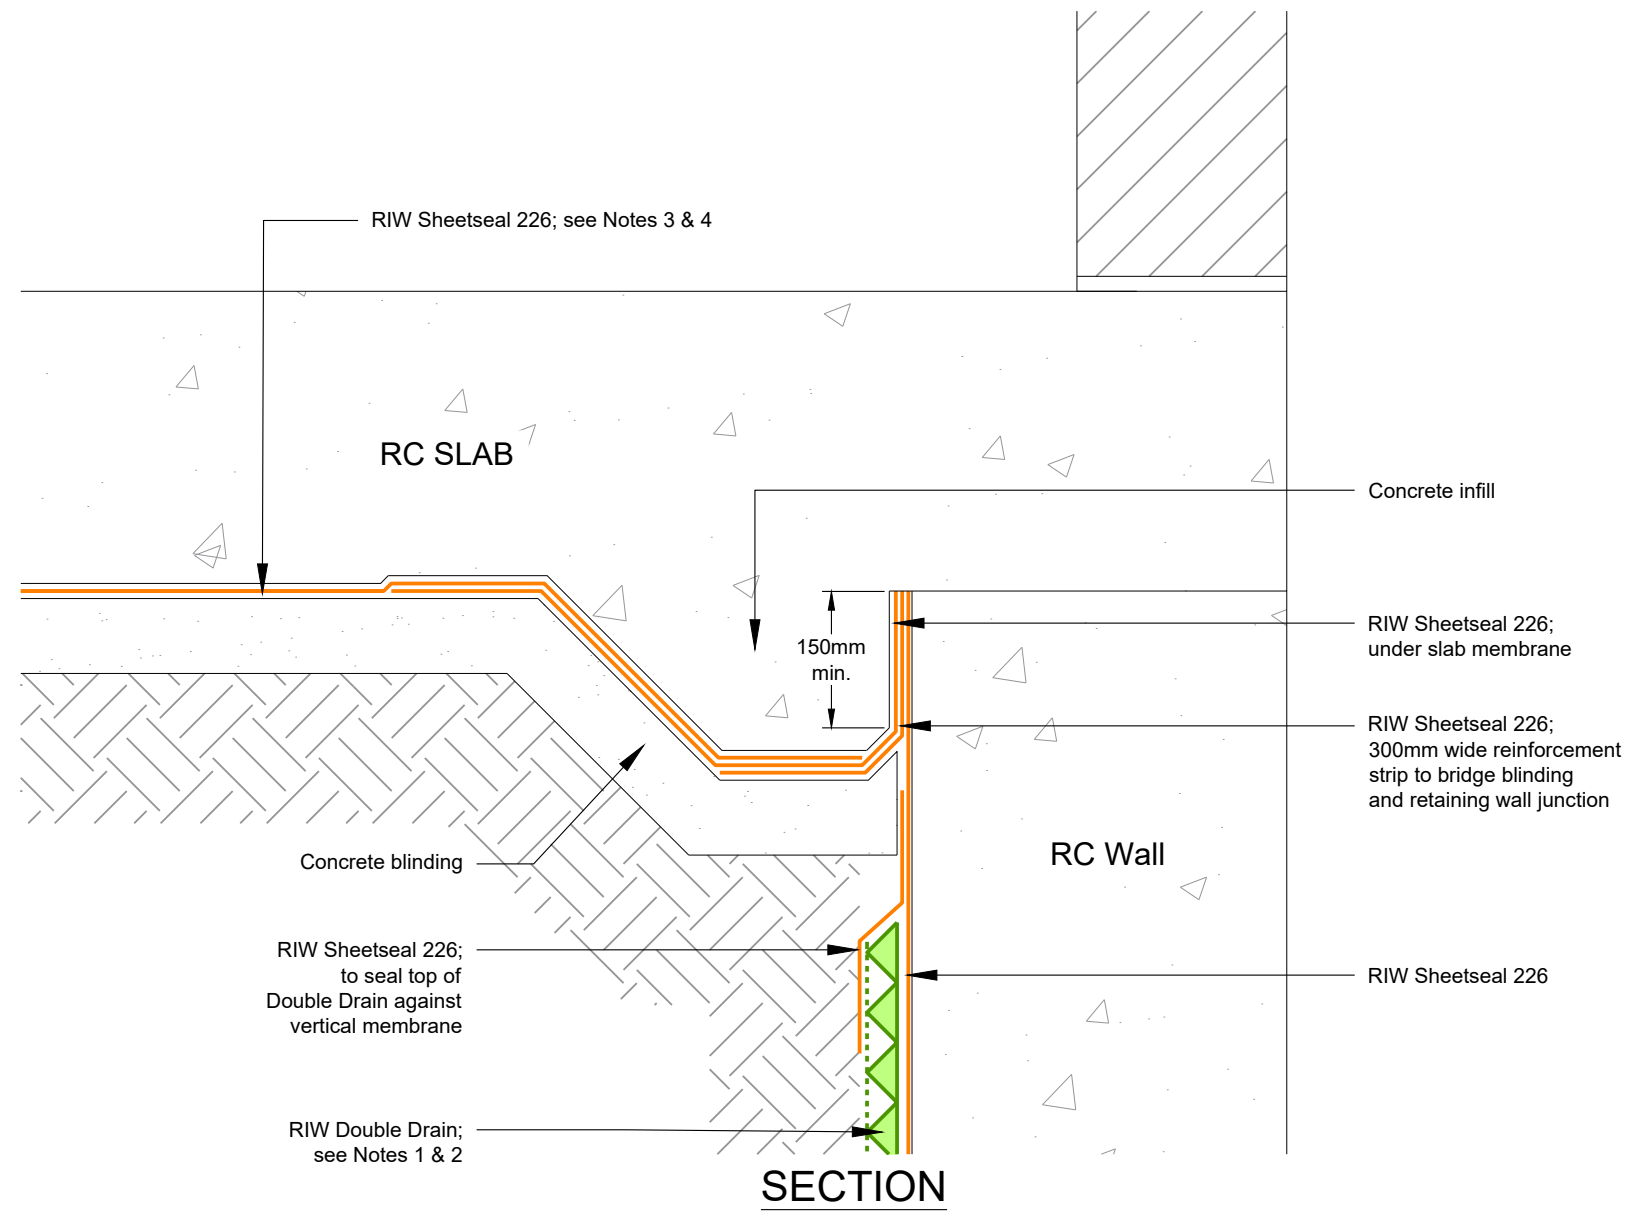 RIW Sheetseal 226; see Notes 3 & 4
RC SLAB
Concrete infill
150mm
min.
RIW Sheetseal 226;
under slab membrane
RIW Sheetseal 226;
300mm wide reinforcement
strip to bridge blinding
and retaining wall junction
Concrete blinding
RC Wall
RIW Sheetseal 226;
to seal top of
Double Drain against
vertical membrane
RIW Sheetseal 226
RIW Double Drain;
see Notes 1 & 2
SECTION